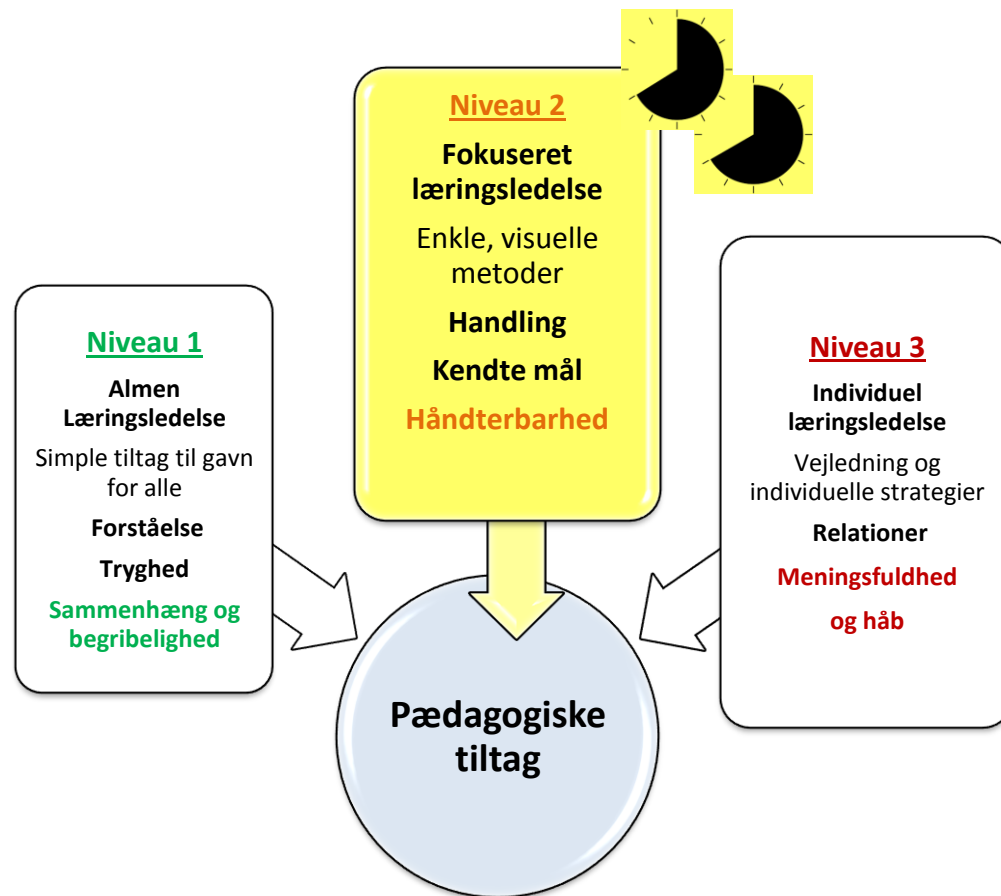 Niveau 1
Almen
Læringsledelse
Simple tiltag til gavn
for alle
Forståelse
Tryghed
Sammenhæng og
begribelighed
Niveau 2
Fokuseret
læringsledelse
Enkle, visuelle
metoder
Handling
Kendte mål
Håndterbarhed
Niveau 3
Individuel
læringsledelse
Vejledning og
individuelle strategier
Relationer
Meningsfuldhed
og håb
Pædagogiske
tiltag